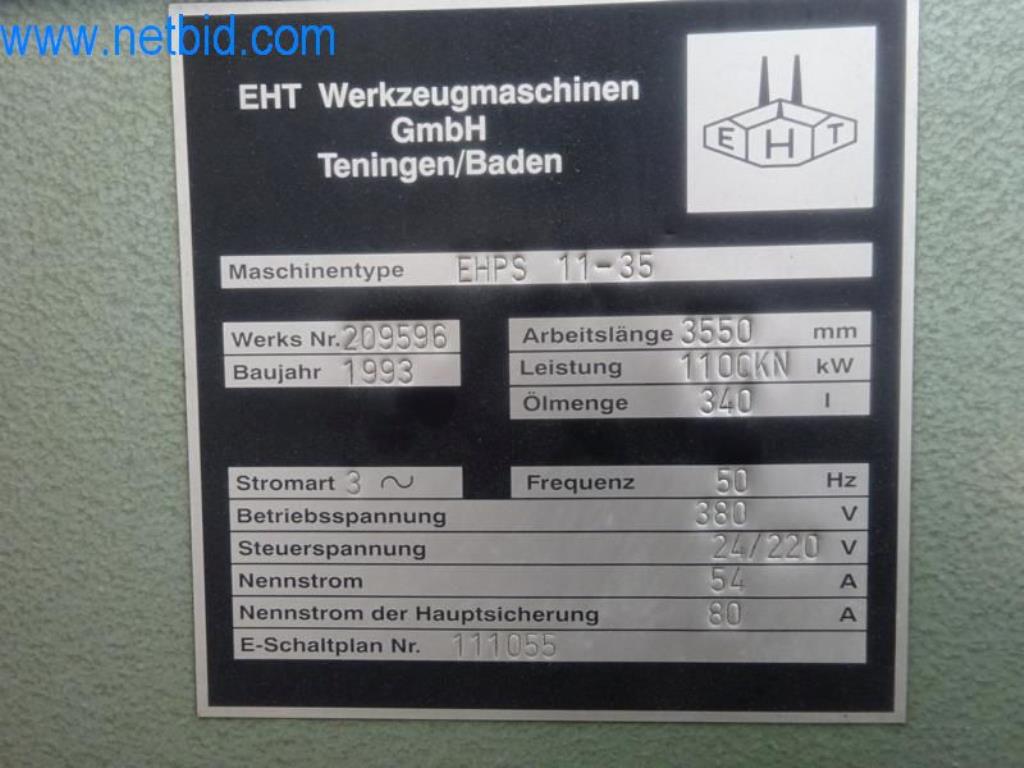 www.netbid.com
EHT Werkzeugmaschinen
GmbH
Teningen/Baden
EHT
Maschinentype EHPS 11-35
Werks Nr. 209596
Baujahr 1993
Arbeitslänge 3550 mm
Leistung 1100KN kW
Ölmenge 340 l
Stromart 3 ~
Frequenz 50 Hz
Betriebsspannung 380 V
Steuerspannung 24/220 V
Nennstrom 54 A
Nennstrom der Hauptsicherung 80 A
E-Schaltplan Nr. 111055